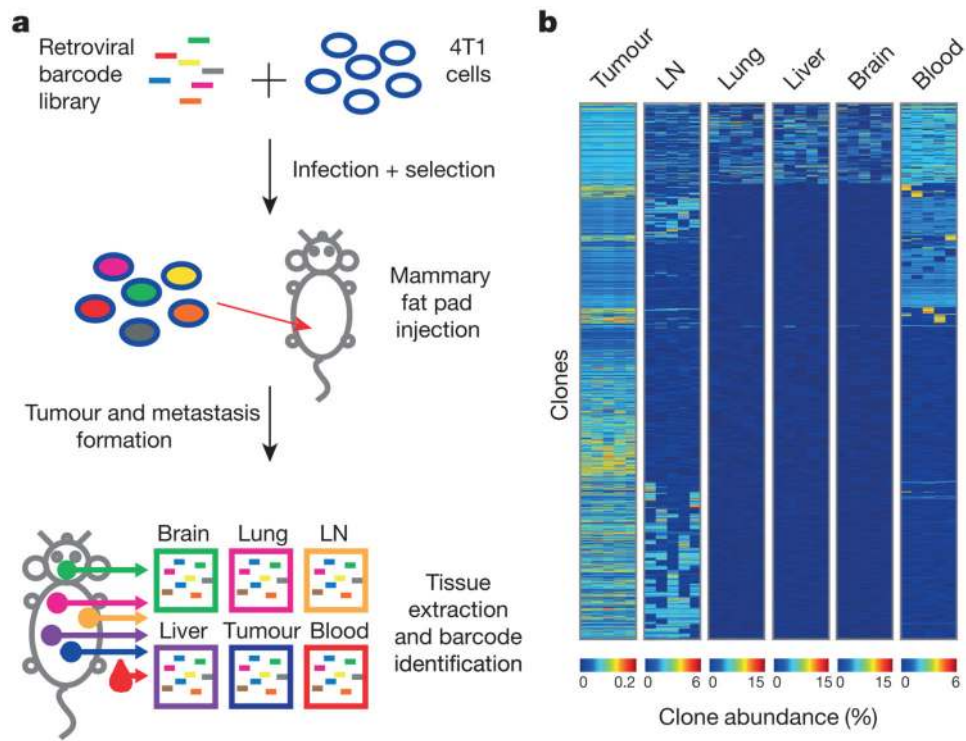 a
Retroviral
barcode
library
4T1
cells
Infection + selection
Mammary
fat pad
injection
Tumour and metastasis
formation
Brain Lung LN
Liver Tumour Blood
Tissue
extraction
and barcode
identification
b
Tumour LN Lung Liver Brain Blood
Clones
0 0.2 0 6 0 15 0 15 0 15 0 6
Clone abundance (%)